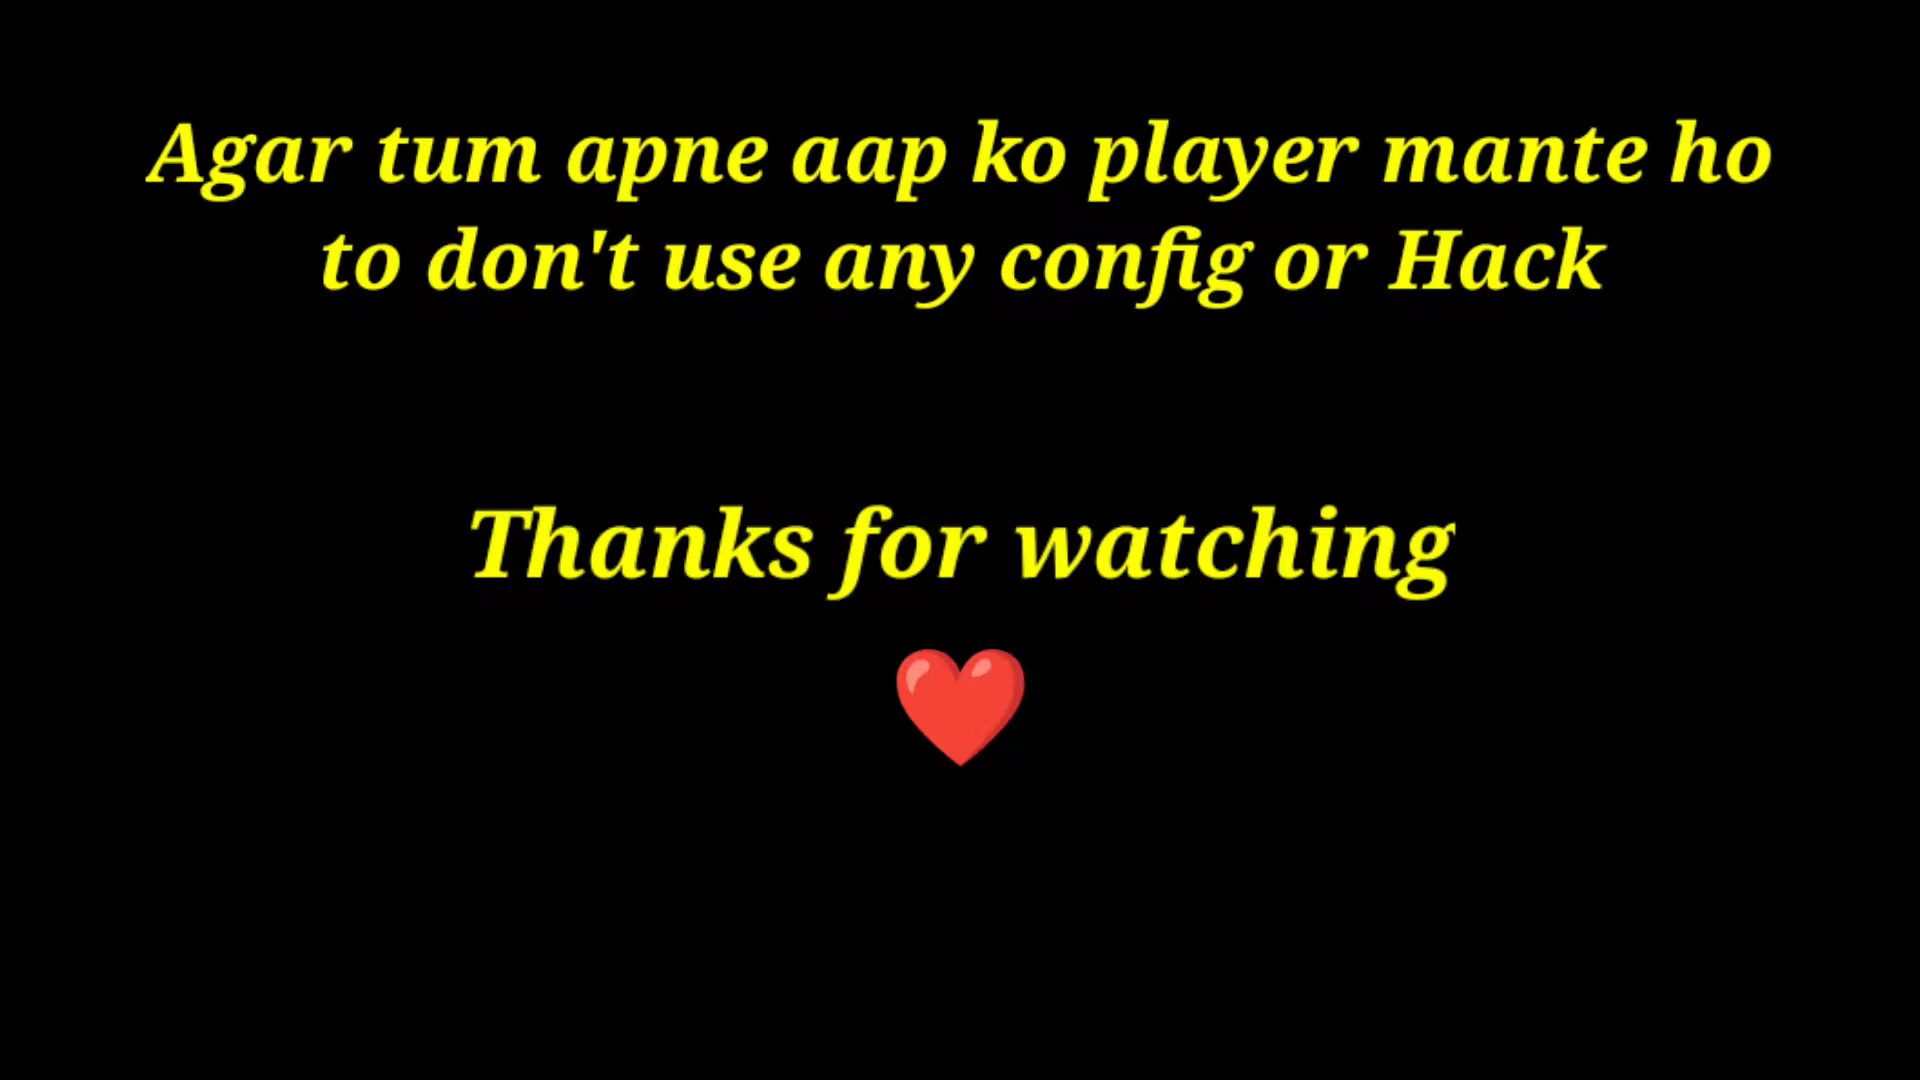 Agar tum apne aap ko player mante ho
to don't use any config or Hack
Thanks for watching
❤️